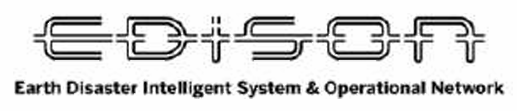 EDISON
Earth Disaster Intelligent System & Operational Network